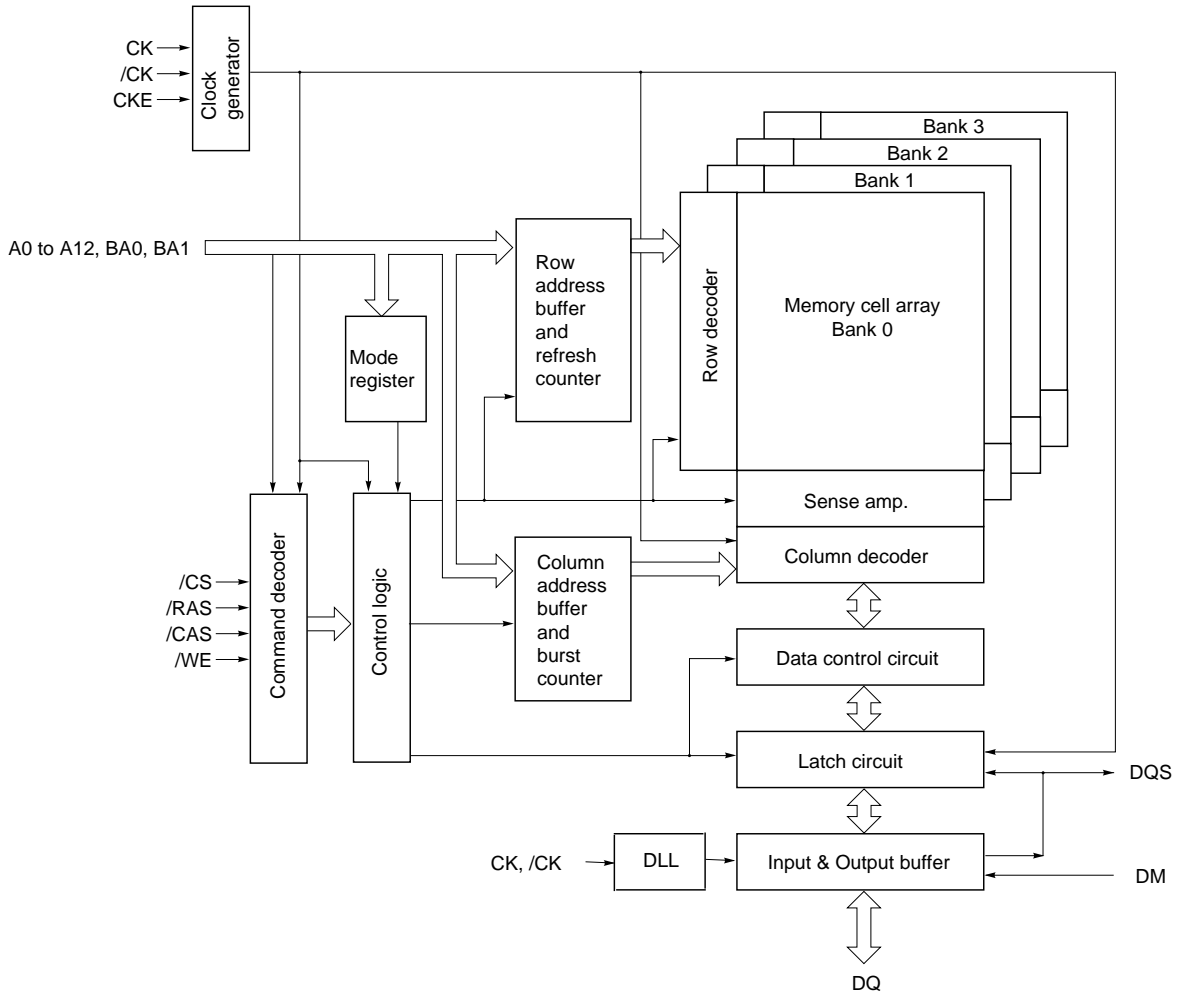 CK
/CK
CKE
Clock
generator
Bank 3
Bank 2
Bank 1
A0 to A12, BA0, BA1
Row
address
buffer
and
refresh
counter
Row decoder
Memory cell array
Bank 0
Mode
register
Sense amp.
Column decoder
Command decoder
Control logic
Column
address
buffer
and
burst
counter
/CS
/RAS
/CAS
/WE
Data control circuit
Latch circuit
DQS
CK, /CK
DLL
Input & Output buffer
DM
DQ